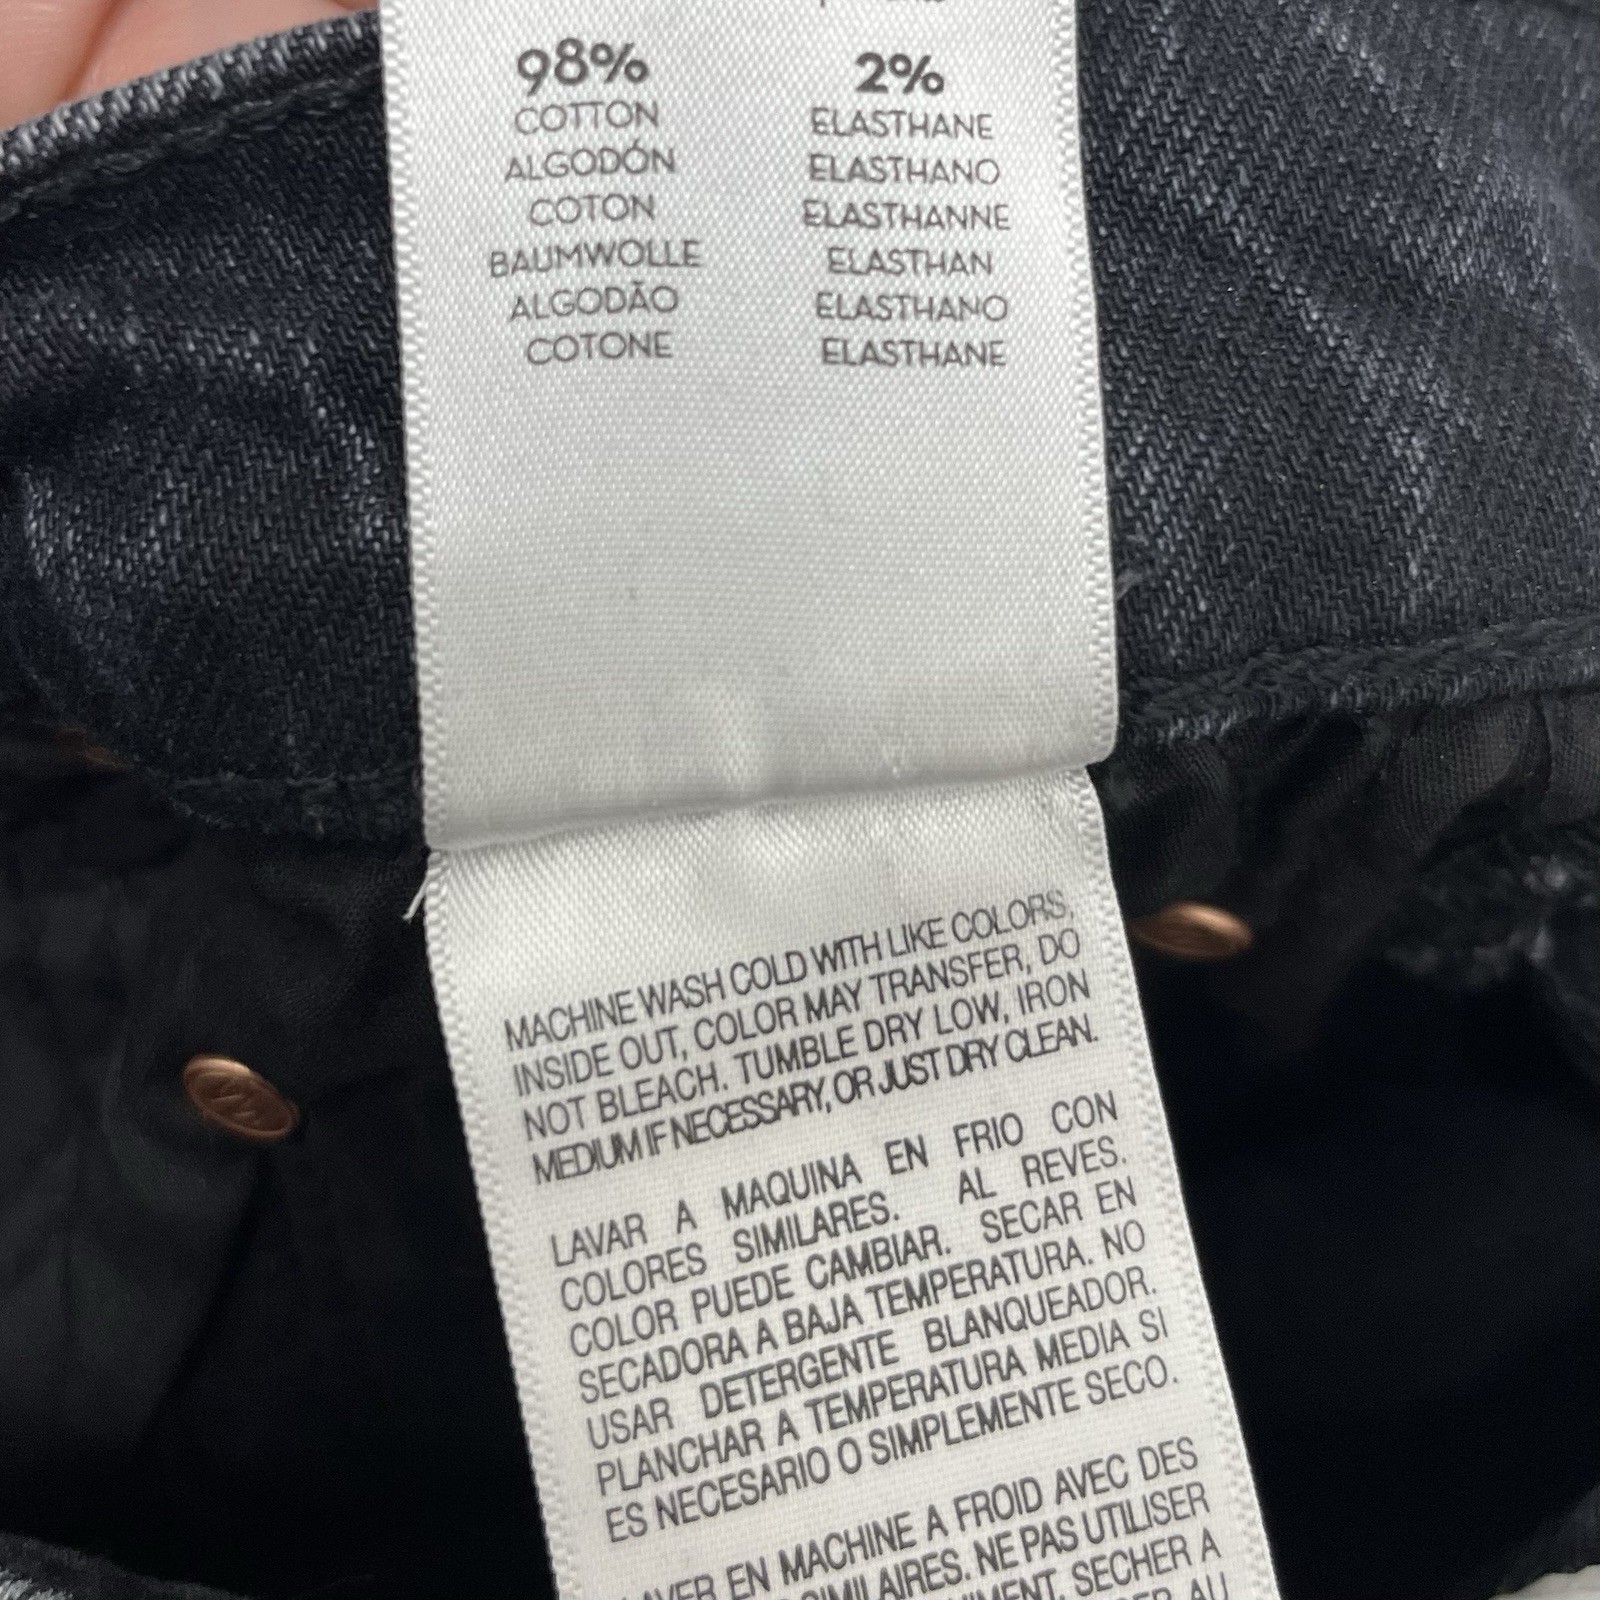 98% 2%
COTTON ELASTHANE
ALGODÓN ELASTHANO
COTON ELASTHANNE
BAUMWOLLE ELASTHAN
ALGODÃO ELASTHANO
COTONE ELASTHANE
MACHINE WASH COLD WITH LIKE COLORS,
INSIDE OUT, COLOR MAY TRANSFER, DO
NOT BLEACH. TUMBLE DRY LOW, IRON
MEDIUM IF NECESSARY, OR JUST DRY CLEAN.
LAVAR A MAQUINA EN FRIO CON
COLORES SIMILARES. AL REVES.
COLOR PUEDE CAMBIAR. SECAR EN
SECADORA A BAJA TEMPERATURA. NO
USAR DETERGENTE BLANQUEADOR.
PLANCHAR A TEMPERATURA MEDIA SI
ES NECESARIO O SIMPLEMENTE SECO.
EN MACHINE A FROID AVEC DES
NE PAS UTILISER
SECHER A
AU